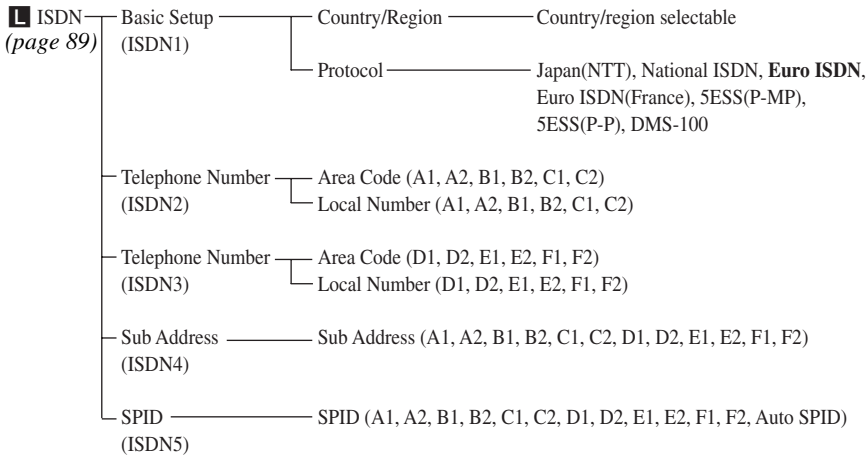 L ISDN Basic Setup Country/Region Country/region selectable
(page 89) (ISDN1)
Protocol Japan(NTT), National ISDN, Euro ISDN,
Euro ISDN(France), 5ESS(P-MP),
5ESS(P-P), DMS-100
Telephone Number Area Code (A1, A2, B1, B2, C1, C2)
(ISDN2) Local Number (A1, A2, B1, B2, C1, C2)
Telephone Number Area Code (D1, D2, E1, E2, F1, F2)
(ISDN3) Local Number (D1, D2, E1, E2, F1, F2)
Sub Address Sub Address (A1, A2, B1, B2, C1, C2, D1, D2, E1, E2, F1, F2)
(ISDN4)
SPID SPID (A1, A2, B1, B2, C1, C2, D1, D2, E1, E2, F1, F2, Auto SPID)
(ISDN5)